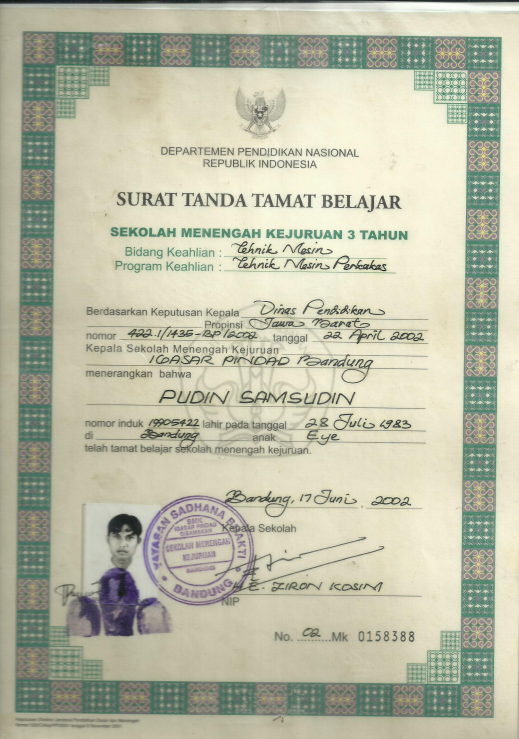 DEPARTEMEN PENDIDIKAN NASIONAL
REPUBLIK INDONESIA
SURAT TANDA TAMAT BELAJAR
SEKOLAH MENENGAH KEJURUAN 3 TAHUN
Bidang Keahlian : Tehnik Mesin
Program Keahlian : Tehnik Mesin Perkakas
Berdasarkan Keputusan Kepala Dinas Pendidikan
Propinsi Jawa Barat
nomor 422.1/1435-BP/2002 tanggal 22 April 2002
Kepala Sekolah Menengah Kejuruan
IGASAR PINDAD Bandung
menerangkan bahwa
PUDIN SAMSUDIN
nomor induk 19905422 lahir pada tanggal 28 Juli 1983
di Bandung anak Eye
telah tamat belajar sekolah menengah kejuruan.
Bandung, 17 Juni 2002
Kepala Sekolah
YAYASAN SADHANA BHAKTI
SEKOLAH MENENGAH
KEJURUAN
BANDUNG
BANDUNG
E. ZIRON KOSIM
NIP
No. 02 Mk 0158388